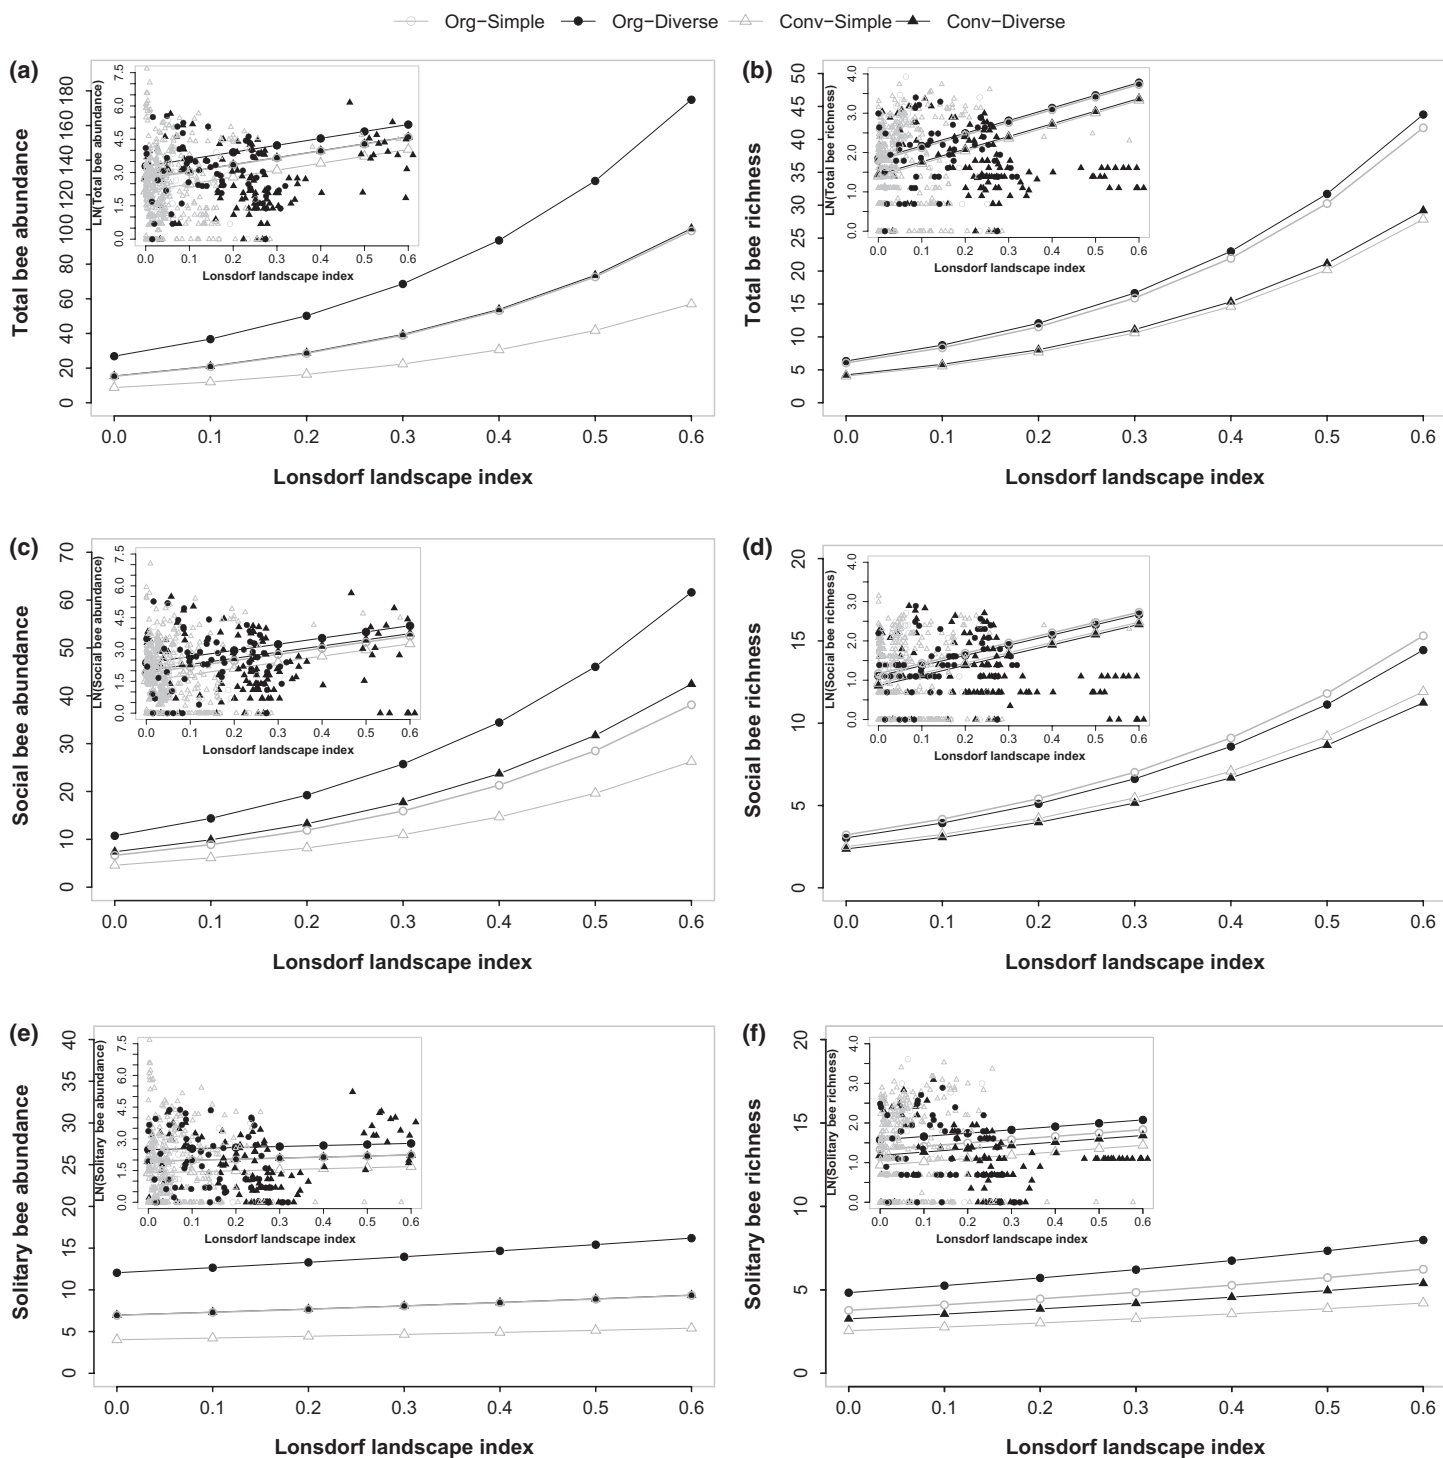 Org−Simple Org−Diverse Conv−Simple Conv−Diverse
(a)
Total bee abundance
0 20 40 60 80 100 120 140 160 180
0.0 0.1 0.2 0.3 0.4 0.5 0.6
Lonsdorf landscape index
LN(Total bee abundance)
0.0 1.5 3.0 4.5 6.0 7.5
0.0 0.1 0.2 0.3 0.4 0.5 0.6
Lonsdorf landscape index
(b)
Total bee richness
0 5 10 15 20 25 30 35 40 45 50
0.0 0.1 0.2 0.3 0.4 0.5 0.6
Lonsdorf landscape index
LN(Total bee richness)
0.0 1.0 2.0 3.0 4.0
0.0 0.1 0.2 0.3 0.4 0.5 0.6
Lonsdorf landscape index
(c)
Social bee abundance
0 10 20 30 40 50 60 70
0.0 0.1 0.2 0.3 0.4 0.5 0.6
Lonsdorf landscape index
LN(Social bee abundance)
0.0 1.5 3.0 4.5 6.0 7.5
0.0 0.1 0.2 0.3 0.4 0.5 0.6
Lonsdorf landscape index
(d)
Social bee richness
0 5 10 15 20
0.0 0.1 0.2 0.3 0.4 0.5 0.6
Lonsdorf landscape index
LN(Social bee richness)
0.0 1.0 2.0 3.0 4.0
0.0 0.1 0.2 0.3 0.4 0.5 0.6
Lonsdorf landscape index
(e)
Solitary bee abundance
0 5 10 15 20 25 30 35 40
0.0 0.1 0.2 0.3 0.4 0.5 0.6
Lonsdorf landscape index
LN(Solitary bee abundance)
0.0 1.5 3.0 4.5 6.0 7.5
0.0 0.1 0.2 0.3 0.4 0.5 0.6
Lonsdorf landscape index
(f)
Solitary bee richness
0 5 10 15 20
0.0 0.1 0.2 0.3 0.4 0.5 0.6
Lonsdorf landscape index
LN(Solitary bee richness)
0.0 1.0 2.0 3.0 4.0
0.0 0.1 0.2 0.3 0.4 0.5 0.6
Lonsdorf landscape index